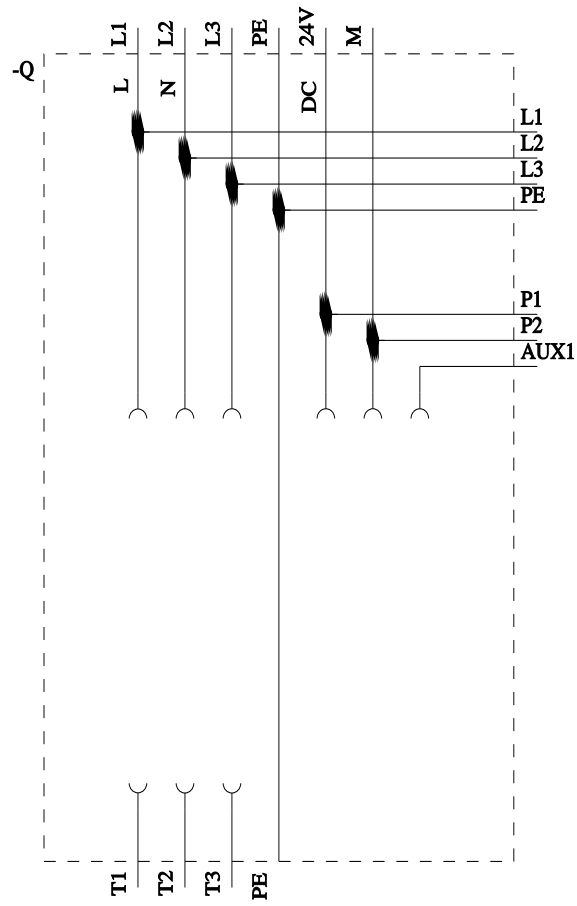 L1 L2 L3 PE 24V M
-Q
L N DC
L1
L2
L3
PE
P1
P2
AUX1
T1 T2 T3 PE